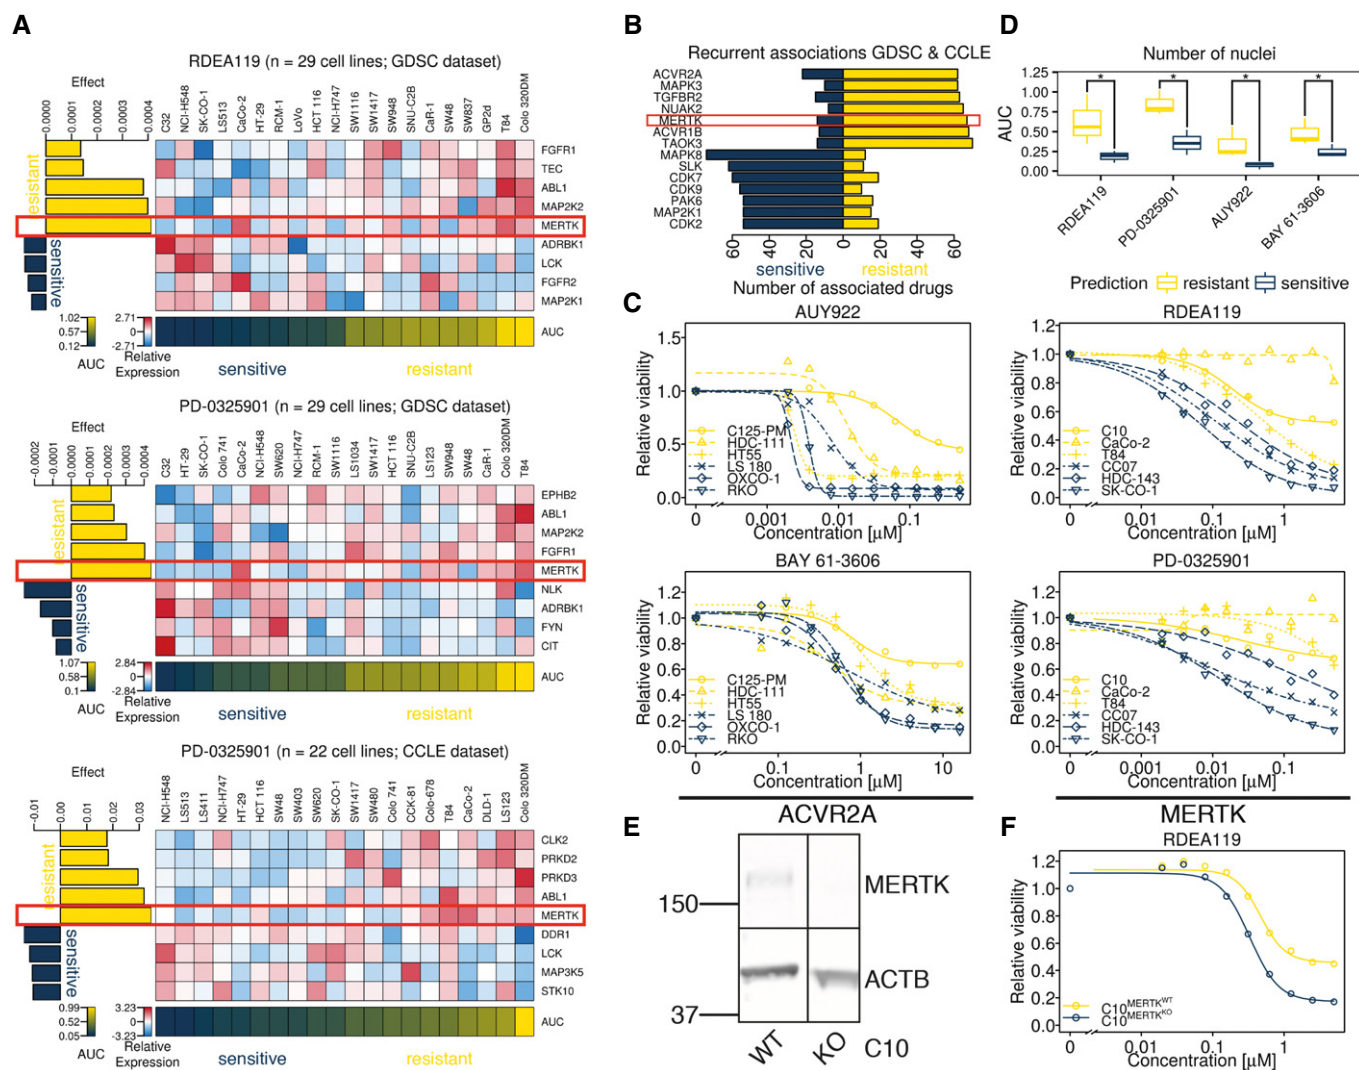 A
RDEA119 (n = 29 cell lines; GDSC dataset)
Effect
0.0000
0.0001
0.0002
0.0003
0.0004
C32
NCI-H548
SK-CO-1
LS513
CaCo-2
HT-29
RCM-1
LoVo
HCT 116
NCI-H747
SW1116
SW1417
SW948
SNU-C2B
CaR-1
SW48
SW837
GP2d
T84
Colo 320DM
resistant
sensitive
FGFR1
TEC
ABL1
MAP2K2
MERTK
ADRBK1
LCK
FGFR2
MAP2K1
AUC
1.02
0.57
0.12
AUC
2.71
0
-2.71
Relative
Expression
sensitive
resistant
PD-0325901 (n = 29 cell lines; GDSC dataset)
-0.0002
-0.0001
0.0000
0.0001
0.0002
0.0003
0.0004
C32
HT-29
SK-CO-1
Colo 741
CaCo-2
NCI-H548
SW620
NCI-H747
RCM-1
SW1116
LS1034
SW1417
HCT 116
SNU-C2B
LS123
SW948
SW48
CaR-1
Colo 320DM
T84
resistant
sensitive
EPHB2
ABL1
MAP2K2
FGFR1
MERTK
NLK
ADRBK1
FYN
CIT
AUC
1.07
0.58
0.1
AUC
2.84
0
-2.84
Relative
Expression
sensitive
resistant
PD-0325901 (n = 22 cell lines; CCLE dataset)
Effect
-0.01
0.00
0.01
0.02
0.03
NCI-H548
LS513
LS411
NCI-H747
HT-29
HCT 116
SW48
SW403
SW620
SK-CO-1
SW1417
SW480
Colo 741
CCK-81
Colo-678
T84
CaCo-2
DLD-1
LS123
Colo 320DM
resistant
sensitive
CLK2
PRKD2
PRKD3
ABL1
MERTK
DDR1
LCK
MAP3K5
STK10
AUC
0.99
0.52
0.05
AUC
3.23
0
-3.23
Relative
Expression
sensitive
resistant
B
Recurrent associations GDSC & CCLE
ACVR2A
MAPK3
TGFBR2
NUAK2
MERTK
ACVR1B
TAOK3
MAPK8
SLK
CDK7
CDK9
PAK6
MAP2K1
CDK2
60 40 20 0 20 40 60
sensitive resistant
Number of associated drugs
D
Number of nuclei
AUC
1.25
1.00
0.75
0.50
0.25
0.00
* * * *
RDEA119
PD-0325901
AUY922
BAY 61-3606
Prediction resistant sensitive
C
AUY922
Relative viability
1.5
1.0
0.5
0.0
C125-PM
HDC-111
HT55
LS 180
OXCO-1
RKO
0 0.001 0.01 0.1
Concentration [µM]
RDEA119
Relative viability
1.2
1.0
0.8
0.6
0.4
0.2
0.0
C10
CaCo-2
T84
CC07
HDC-143
SK-CO-1
0 0.01 0.1 1
Concentration [µM]
BAY 61-3606
Relative viability
1.2
1.0
0.8
0.6
0.4
0.2
0.0
C125-PM
HDC-111
HT55
LS 180
OXCO-1
RKO
0 0.1 1 10
Concentration [µM]
ACVR2A
PD-0325901
Relative viability
1.2
1.0
0.8
0.6
0.4
0.2
0.0
C10
CaCo-2
T84
CC07
HDC-143
SK-CO-1
0 0.001 0.01 0.1 1
Concentration [µM]
MERTK
E
150
37
MERTK
ACTB
WT KO C10
F
RDEA119
Relative viability
1.2
1.0
0.8
0.6
0.4
0.2
0.0
C10 MERTK WT
C10 MERTK KO
0 0.01 0.1 1
Concentration [µM]